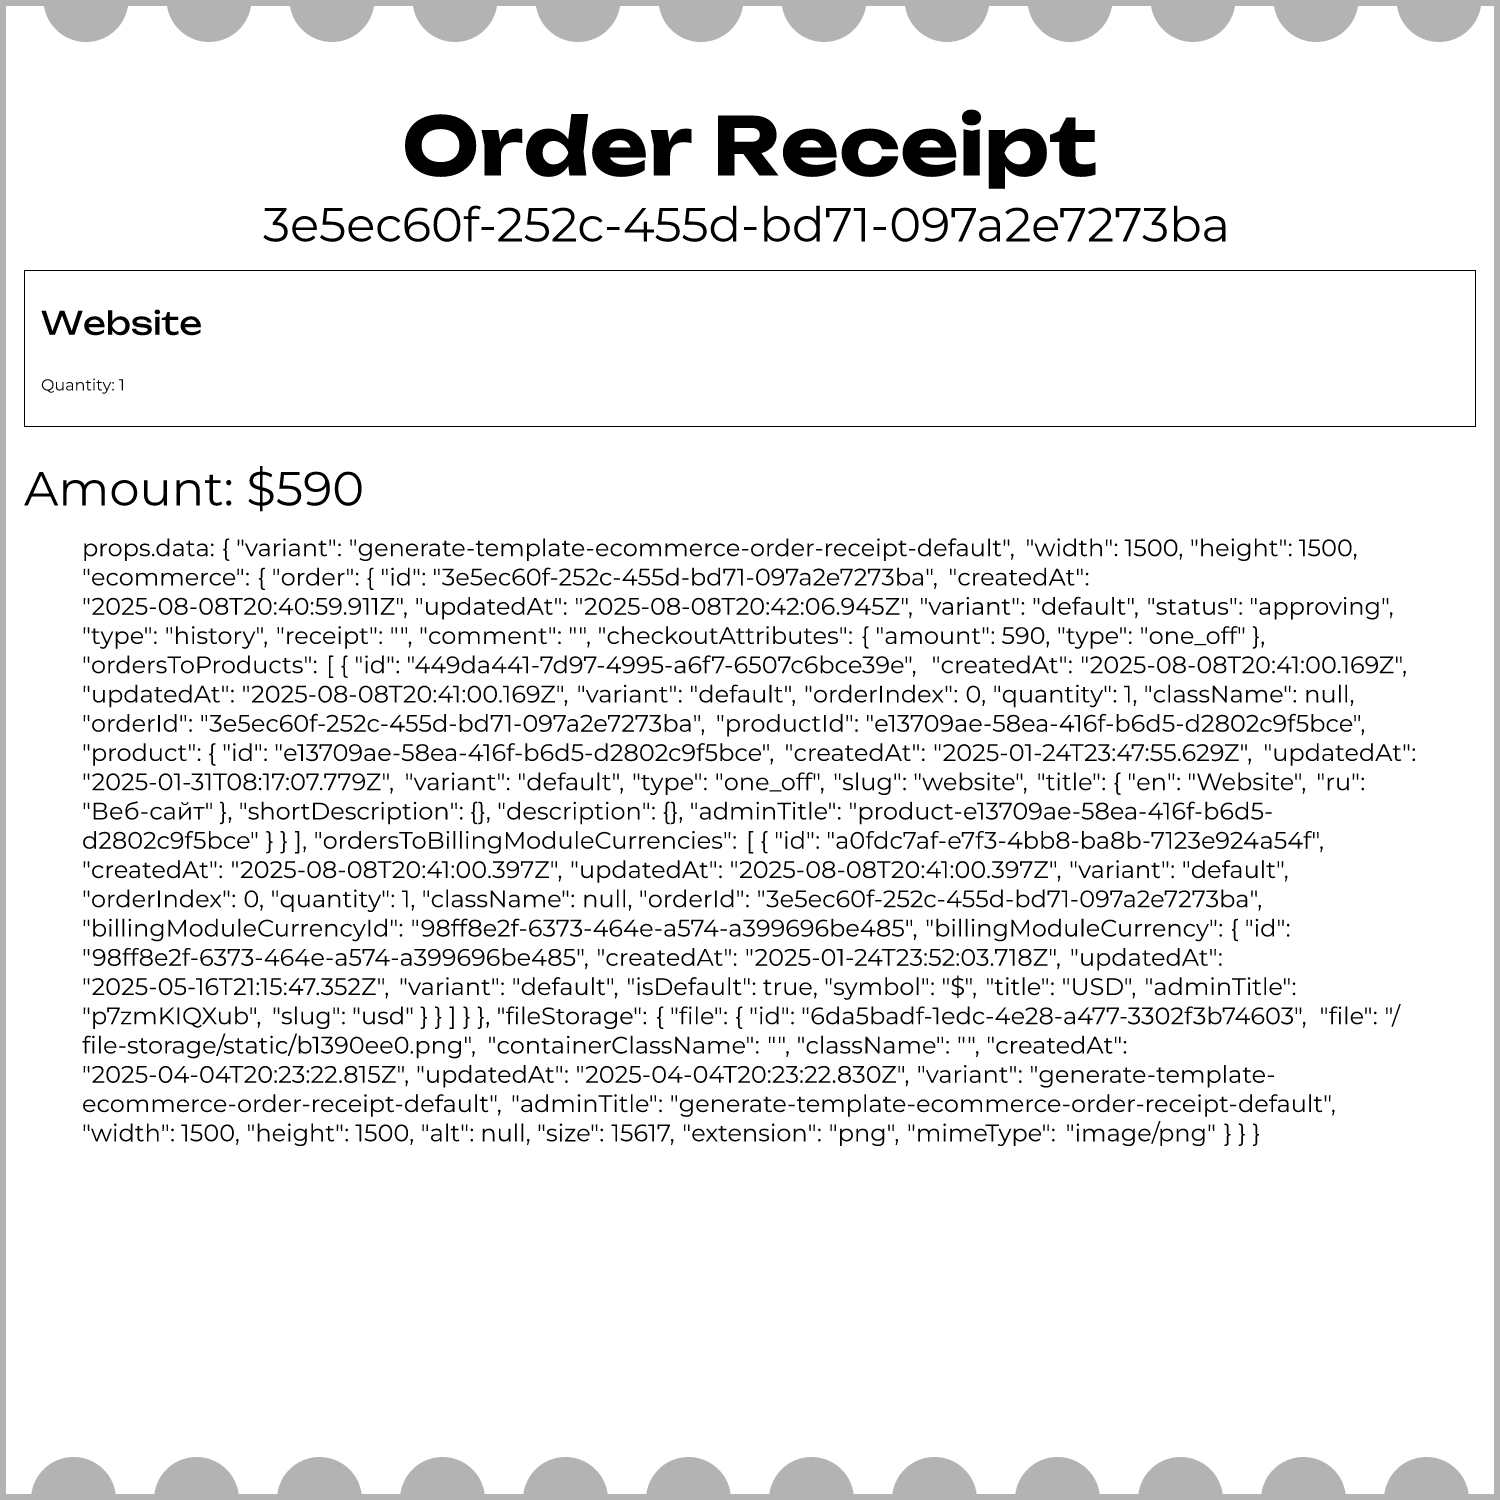 Order Receipt
3e5ec60f-252c-455d-bd71-097a2e7273ba
Website
Quantity: 1
Amount: $590
props.data: { "variant": "generate-template-ecommerce-order-receipt-default", "width": 1500, "height": 1500,
"ecommerce": { "order": { "id": "3e5ec60f-252c-455d-bd71-097a2e7273ba", "createdAt":
"2025-08-08T20:40:59.911Z", "updatedAt": "2025-08-08T20:42:06.945Z", "variant": "default", "status": "approving",
"type": "history", "receipt": "", "comment": "", "checkoutAttributes": { "amount": 590, "type": "one_off" },
"ordersToProducts": [ { "id": "449da441-7d97-4995-a6f7-6507c6bce39e", "createdAt": "2025-08-08T20:41:00.169Z",
"updatedAt": "2025-08-08T20:41:00.169Z", "variant": "default", "orderIndex": 0, "quantity": 1, "className": null,
"orderId": "3e5ec60f-252c-455d-bd71-097a2e7273ba", "productId": "e13709ae-58ea-416f-b6d5-d2802c9f5bce",
"product": { "id": "e13709ae-58ea-416f-b6d5-d2802c9f5bce", "createdAt": "2025-01-24T23:47:55.629Z", "updatedAt":
"2025-01-31T08:17:07.779Z", "variant": "default", "type": "one_off", "slug": "website", "title": { "en": "Website", "ru":
"Веб-сайт" }, "shortDescription": {}, "description": {}, "adminTitle": "product-e13709ae-58ea-416f-b6d5-
d2802c9f5bce" } } ], "ordersToBillingModuleCurrencies": [ { "id": "a0fdc7af-e7f3-4bb8-ba8b-7123e924a54f",
"createdAt": "2025-08-08T20:41:00.397Z", "updatedAt": "2025-08-08T20:41:00.397Z", "variant": "default",
"orderIndex": 0, "quantity": 1, "className": null, "orderId": "3e5ec60f-252c-455d-bd71-097a2e7273ba",
"billingModuleCurrencyId": "98ff8e2f-6373-464e-a574-a399696be485", "billingModuleCurrency": { "id":
"98ff8e2f-6373-464e-a574-a399696be485", "createdAt": "2025-01-24T23:52:03.718Z", "updatedAt":
"2025-05-16T21:15:47.352Z", "variant": "default", "isDefault": true, "symbol": "$", "title": "USD", "adminTitle":
"p7zmKIQXub", "slug": "usd" } } ] } }, "fileStorage": { "file": { "id": "6da5badf-1edc-4e28-a477-3302f3b74603", "file": "/
file-storage/static/b1390ee0.png", "containerClassName": "", "className": "", "createdAt":
"2025-04-04T20:23:22.815Z", "updatedAt": "2025-04-04T20:23:22.830Z", "variant": "generate-template-
ecommerce-order-receipt-default", "adminTitle": "generate-template-ecommerce-order-receipt-default",
"width": 1500, "height": 1500, "alt": null, "size": 15617, "extension": "png", "mimeType": "image/png" } } }